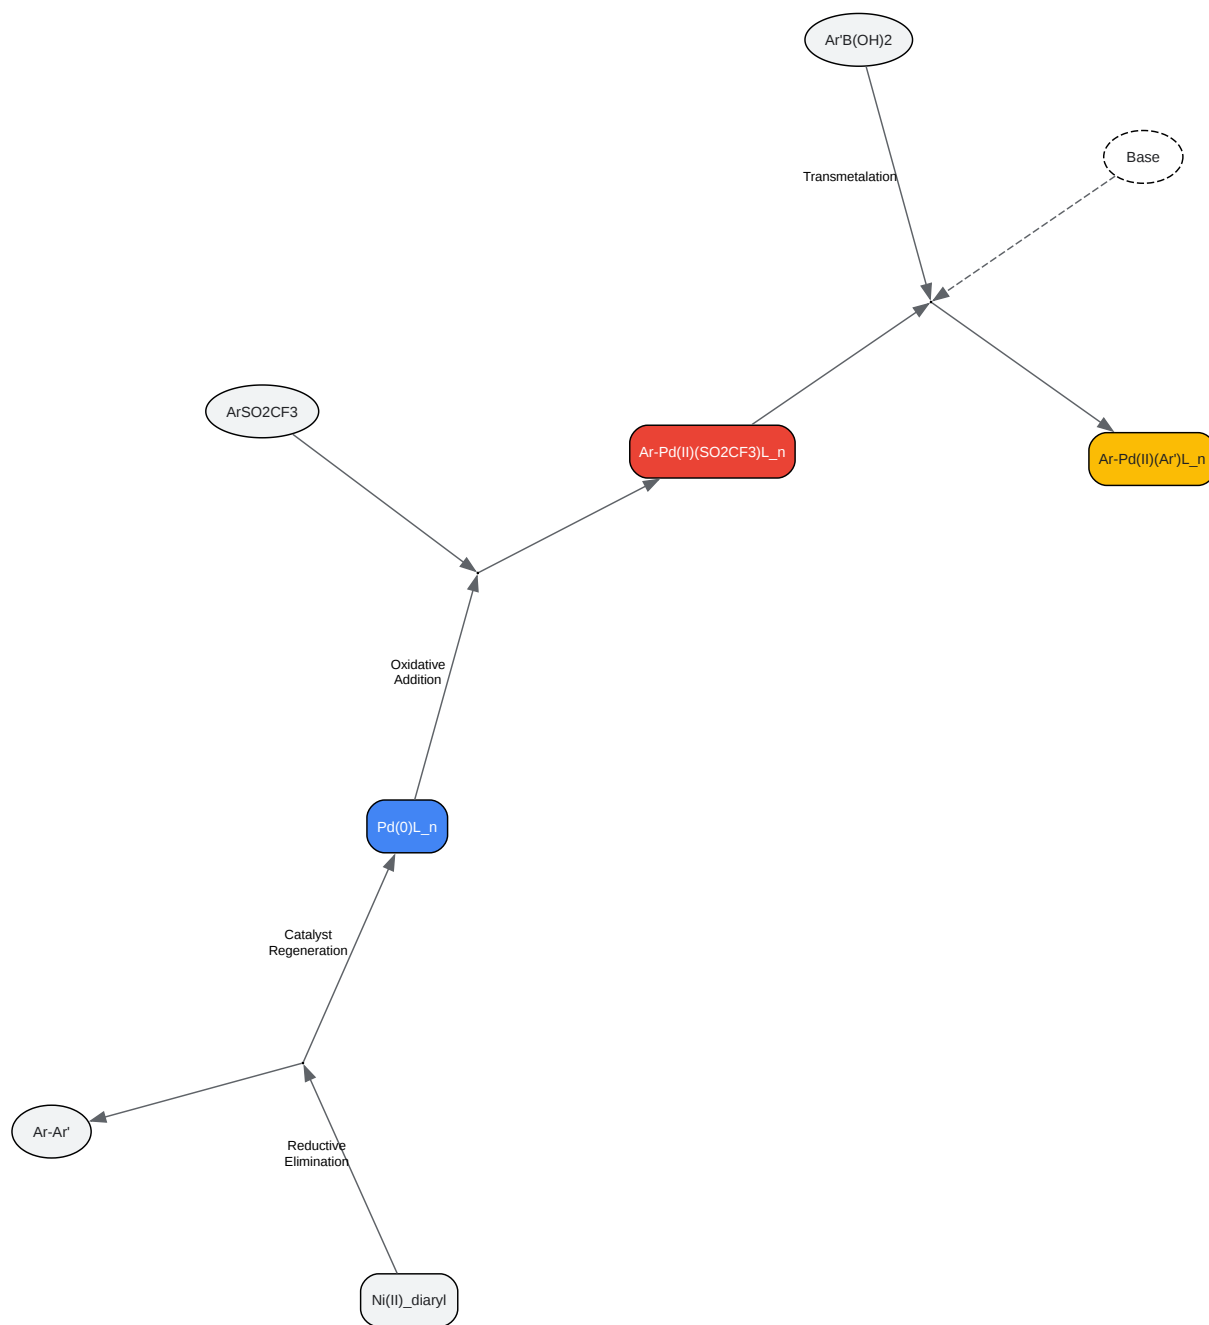 Ar'B(OH)2
Base
Transmetalation
ArSO2CF3
Ar-Pd(II)(SO2CF3)L_n
Ar-Pd(II)(Ar')L_n
Oxidative
Addition
Pd(0)L_n
Catalyst
Regeneration
Ar-Ar'
Reductive
Elimination
Ni(II)_diaryl